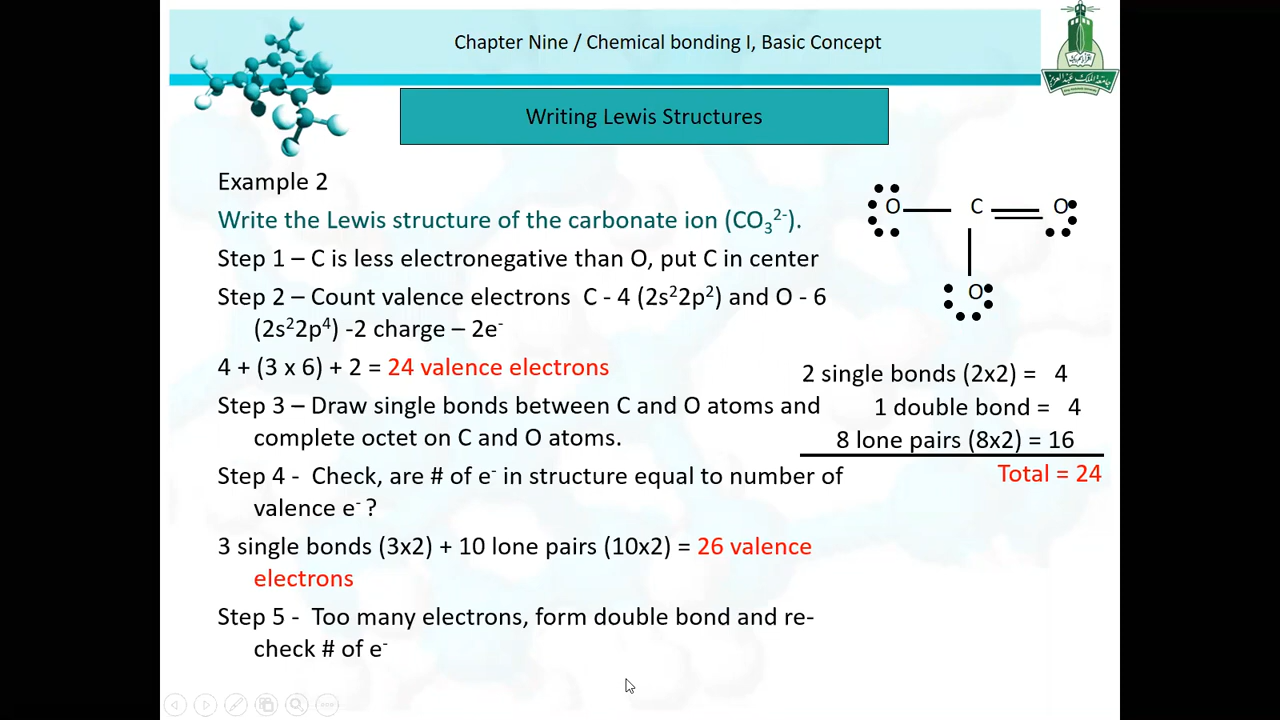 Chapter Nine / Chemical bonding I, Basic Concept
جامعة الملك عبدالعزيز
Writing Lewis Structures
Example 2
Write the Lewis structure of the carbonate ion (CO₃²⁻).
Step 1 – C is less electronegative than O, put C in center
Step 2 – Count valence electrons C - 4 (2s²2p²) and O - 6
(2s²2p⁴) -2 charge – 2e⁻
4 + (3 x 6) + 2 = 24 valence electrons
Step 3 – Draw single bonds between C and O atoms and
complete octet on C and O atoms.
Step 4 - Check, are # of e⁻ in structure equal to number of
valence e⁻ ?
3 single bonds (3x2) + 10 lone pairs (10x2) = 26 valence
electrons
Step 5 - Too many electrons, form double bond and re-
check # of e⁻
O C O
O
2 single bonds (2x2) = 4
1 double bond = 4
8 lone pairs (8x2) = 16
Total = 24